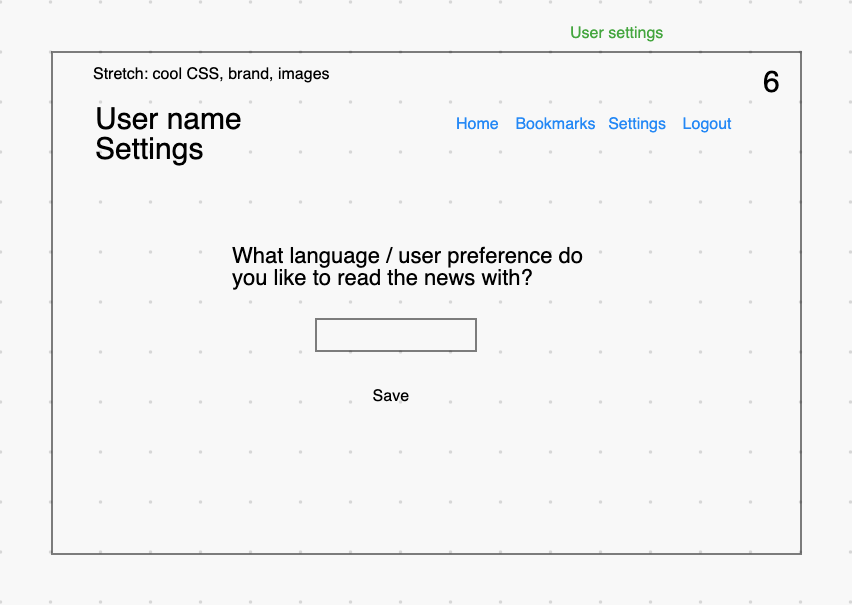 User settings
Stretch: cool CSS, brand, images
6
User name
Settings
Home Bookmarks Settings Logout
What language / user preference do
you like to read the news with?
Save